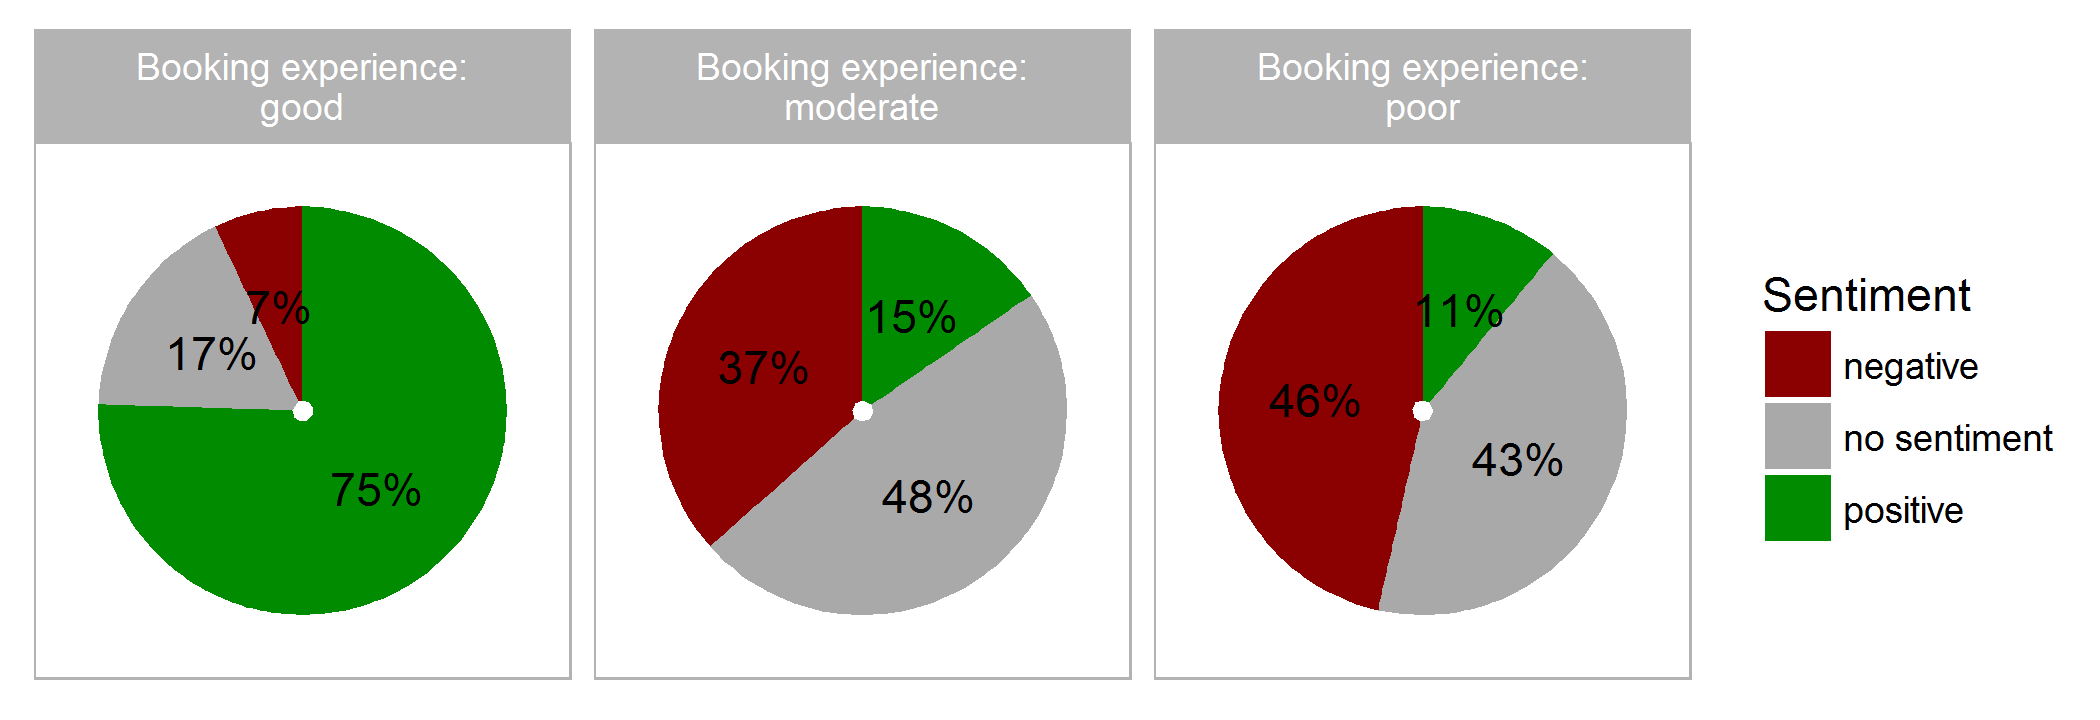 Booking experience:
good
Booking experience:
moderate
Booking experience:
poor
7%
17%
75%
15%
37%
48%
11%
46%
43%
Sentiment
negative
no sentiment
positive